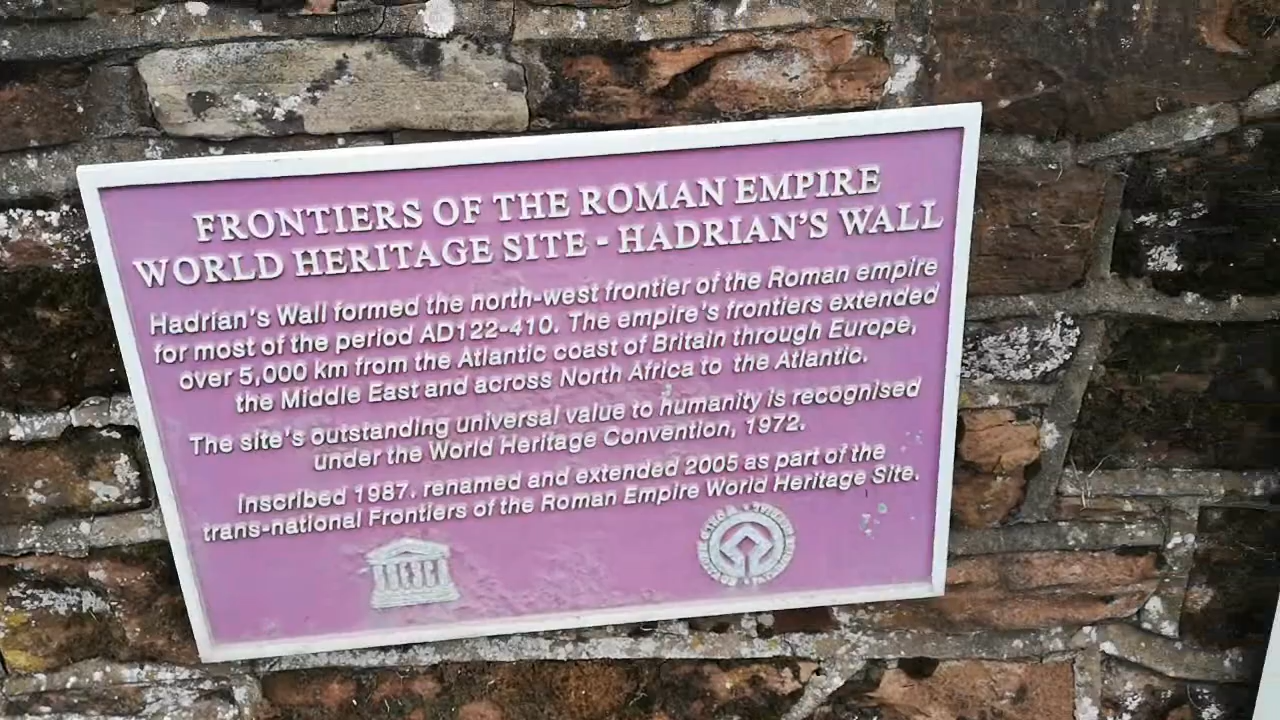 FRONTIERS OF THE ROMAN EMPIRE
WORLD HERITAGE SITE - HADRIAN'S WALL
Hadrian's Wall formed the north-west frontier of the Roman empire
for most of the period AD122-410. The empire's frontiers extended
over 5,000 km from the Atlantic coast of Britain through Europe,
the Middle East and across North Africa to the Atlantic.
The site's outstanding universal value to humanity is recognised
under the World Heritage Convention, 1972.
Inscribed 1987. renamed and extended 2005 as part of the
trans-national Frontiers of the Roman Empire World Heritage Site.